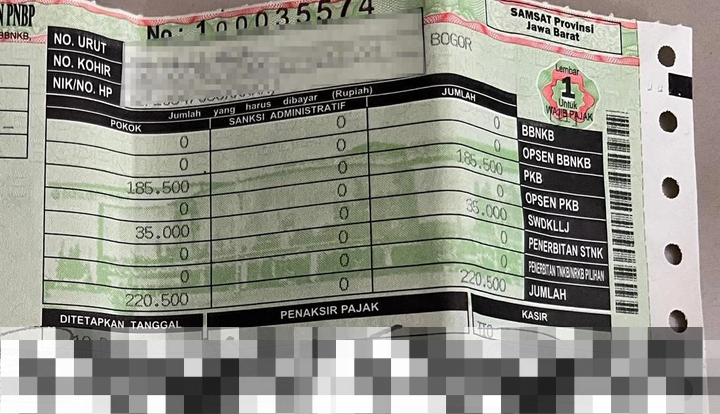 N PNBP
BBNKB,
No: 100035574
SAMSAT Provinsi
Jawa Barat
NO. URUT
NO. KOHIR
NIK/NO. HP
BOGOR
Lembar
1
Untuk
WAJIB PAJAK
Jumlah yang harus dibayar (Rupiah)
POKOK SANKSI ADMINISTRATIF JUMLAH
0 0 0 BBNKB
0 0 0 OPSEN BBNKB
185.500 0 185.500 PKB
0 0 0 OPSEN PKB
35.000 0 35.000 SWDKLLJ
0 0 0 PENERBITAN STNK
0 0 0 PENERBITAN TNKB/NRKB PILIHAN
220.500 0 220.500 JUMLAH
DITETAPKAN TANGGAL PENAKSIR PAJAK KASIR